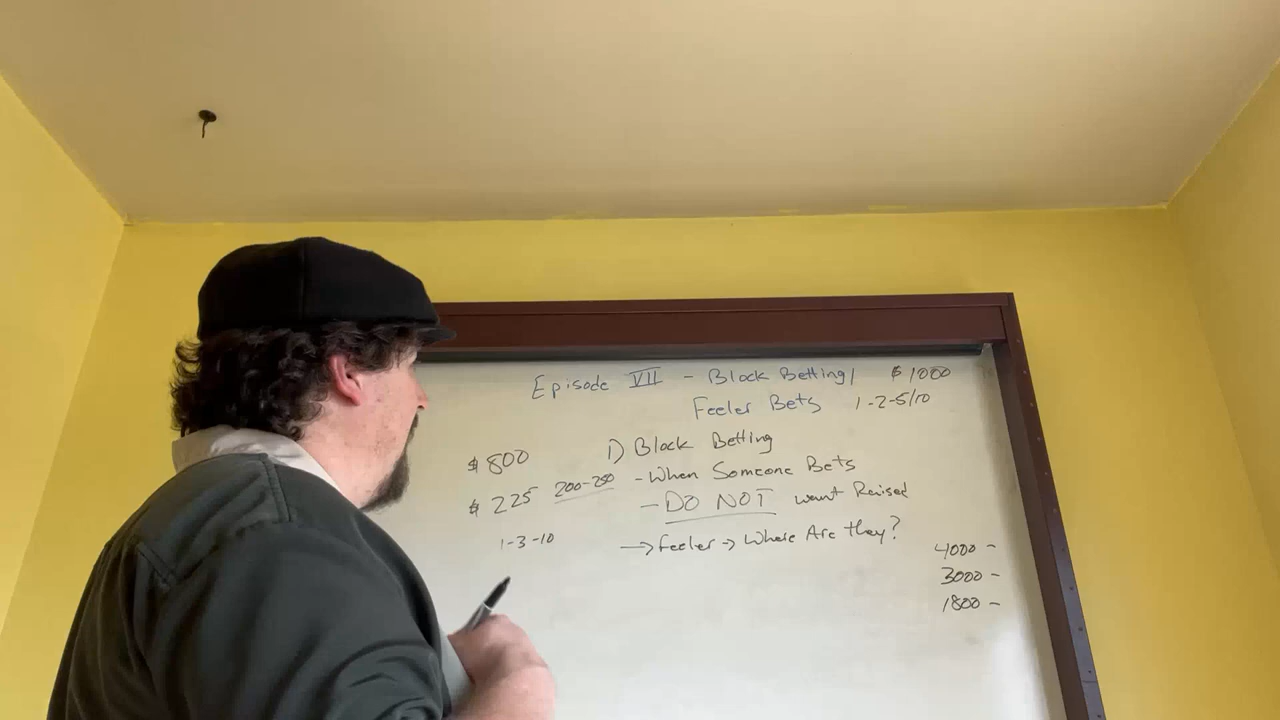 Episode VII - Block Betting/ $1000
Feeler Bets 1-2-5/10
$800 1) Block Betting
$225 200-250 - When Someone Bets
- DO NOT want Raised
1-3-10 → Feeler → Where Are they?
4000 -
3000 -
1800 -